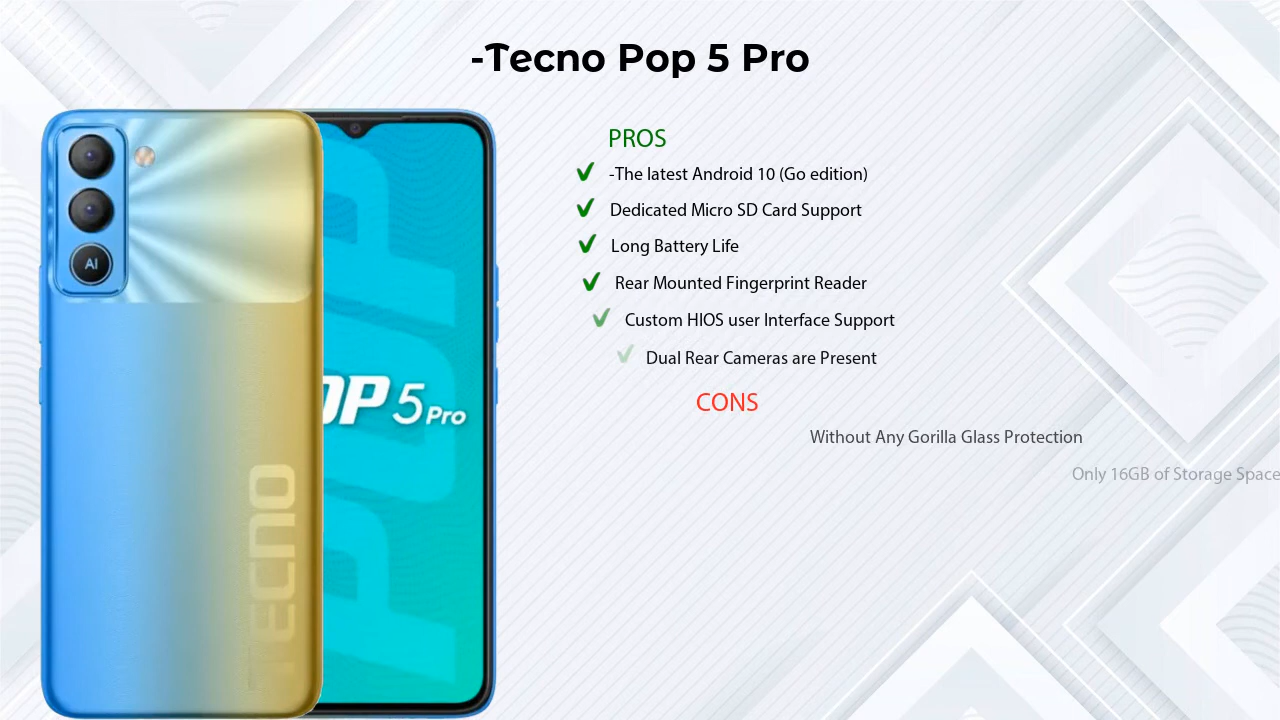 -Tecno Pop 5 Pro
PROS
-The latest Android 10 (Go edition)
Dedicated Micro SD Card Support
Long Battery Life
Rear Mounted Fingerprint Reader
Custom HIOS user Interface Support
Dual Rear Cameras are Present
CONS
Without Any Gorilla Glass Protection
Only 16GB of Storage Space
AI
POP
OP 5 Pro
TECNO